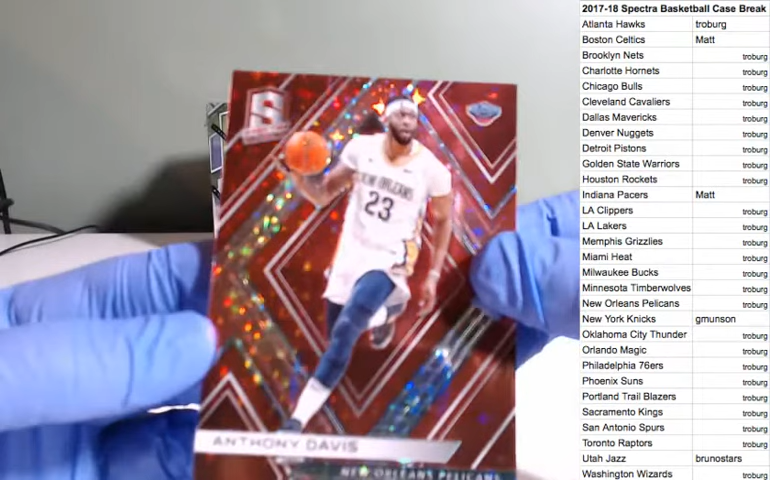 2017-18 Spectra Basketball Case Break
Atlanta Hawks troburg
Boston Celtics Matt
Brooklyn Nets troburg
Charlotte Hornets troburg
Chicago Bulls troburg
Cleveland Cavaliers troburg
Dallas Mavericks troburg
Denver Nuggets troburg
Detroit Pistons troburg
Golden State Warriors troburg
Houston Rockets troburg
Indiana Pacers Matt
LA Clippers troburg
LA Lakers troburg
Memphis Grizzlies troburg
Miami Heat troburg
Milwaukee Bucks troburg
Minnesota Timberwolves troburg
New Orleans Pelicans troburg
New York Knicks gmunson
Oklahoma City Thunder troburg
Orlando Magic troburg
Philadelphia 76ers troburg
Phoenix Suns troburg
Portland Trail Blazers troburg
Sacramento Kings troburg
San Antonio Spurs troburg
Toronto Raptors troburg
Utah Jazz brunostars
Washington Wizards troburg
S
NEW ORLEANS
23
ANTHONY DAVIS
NEW ORLEANS PELICANS